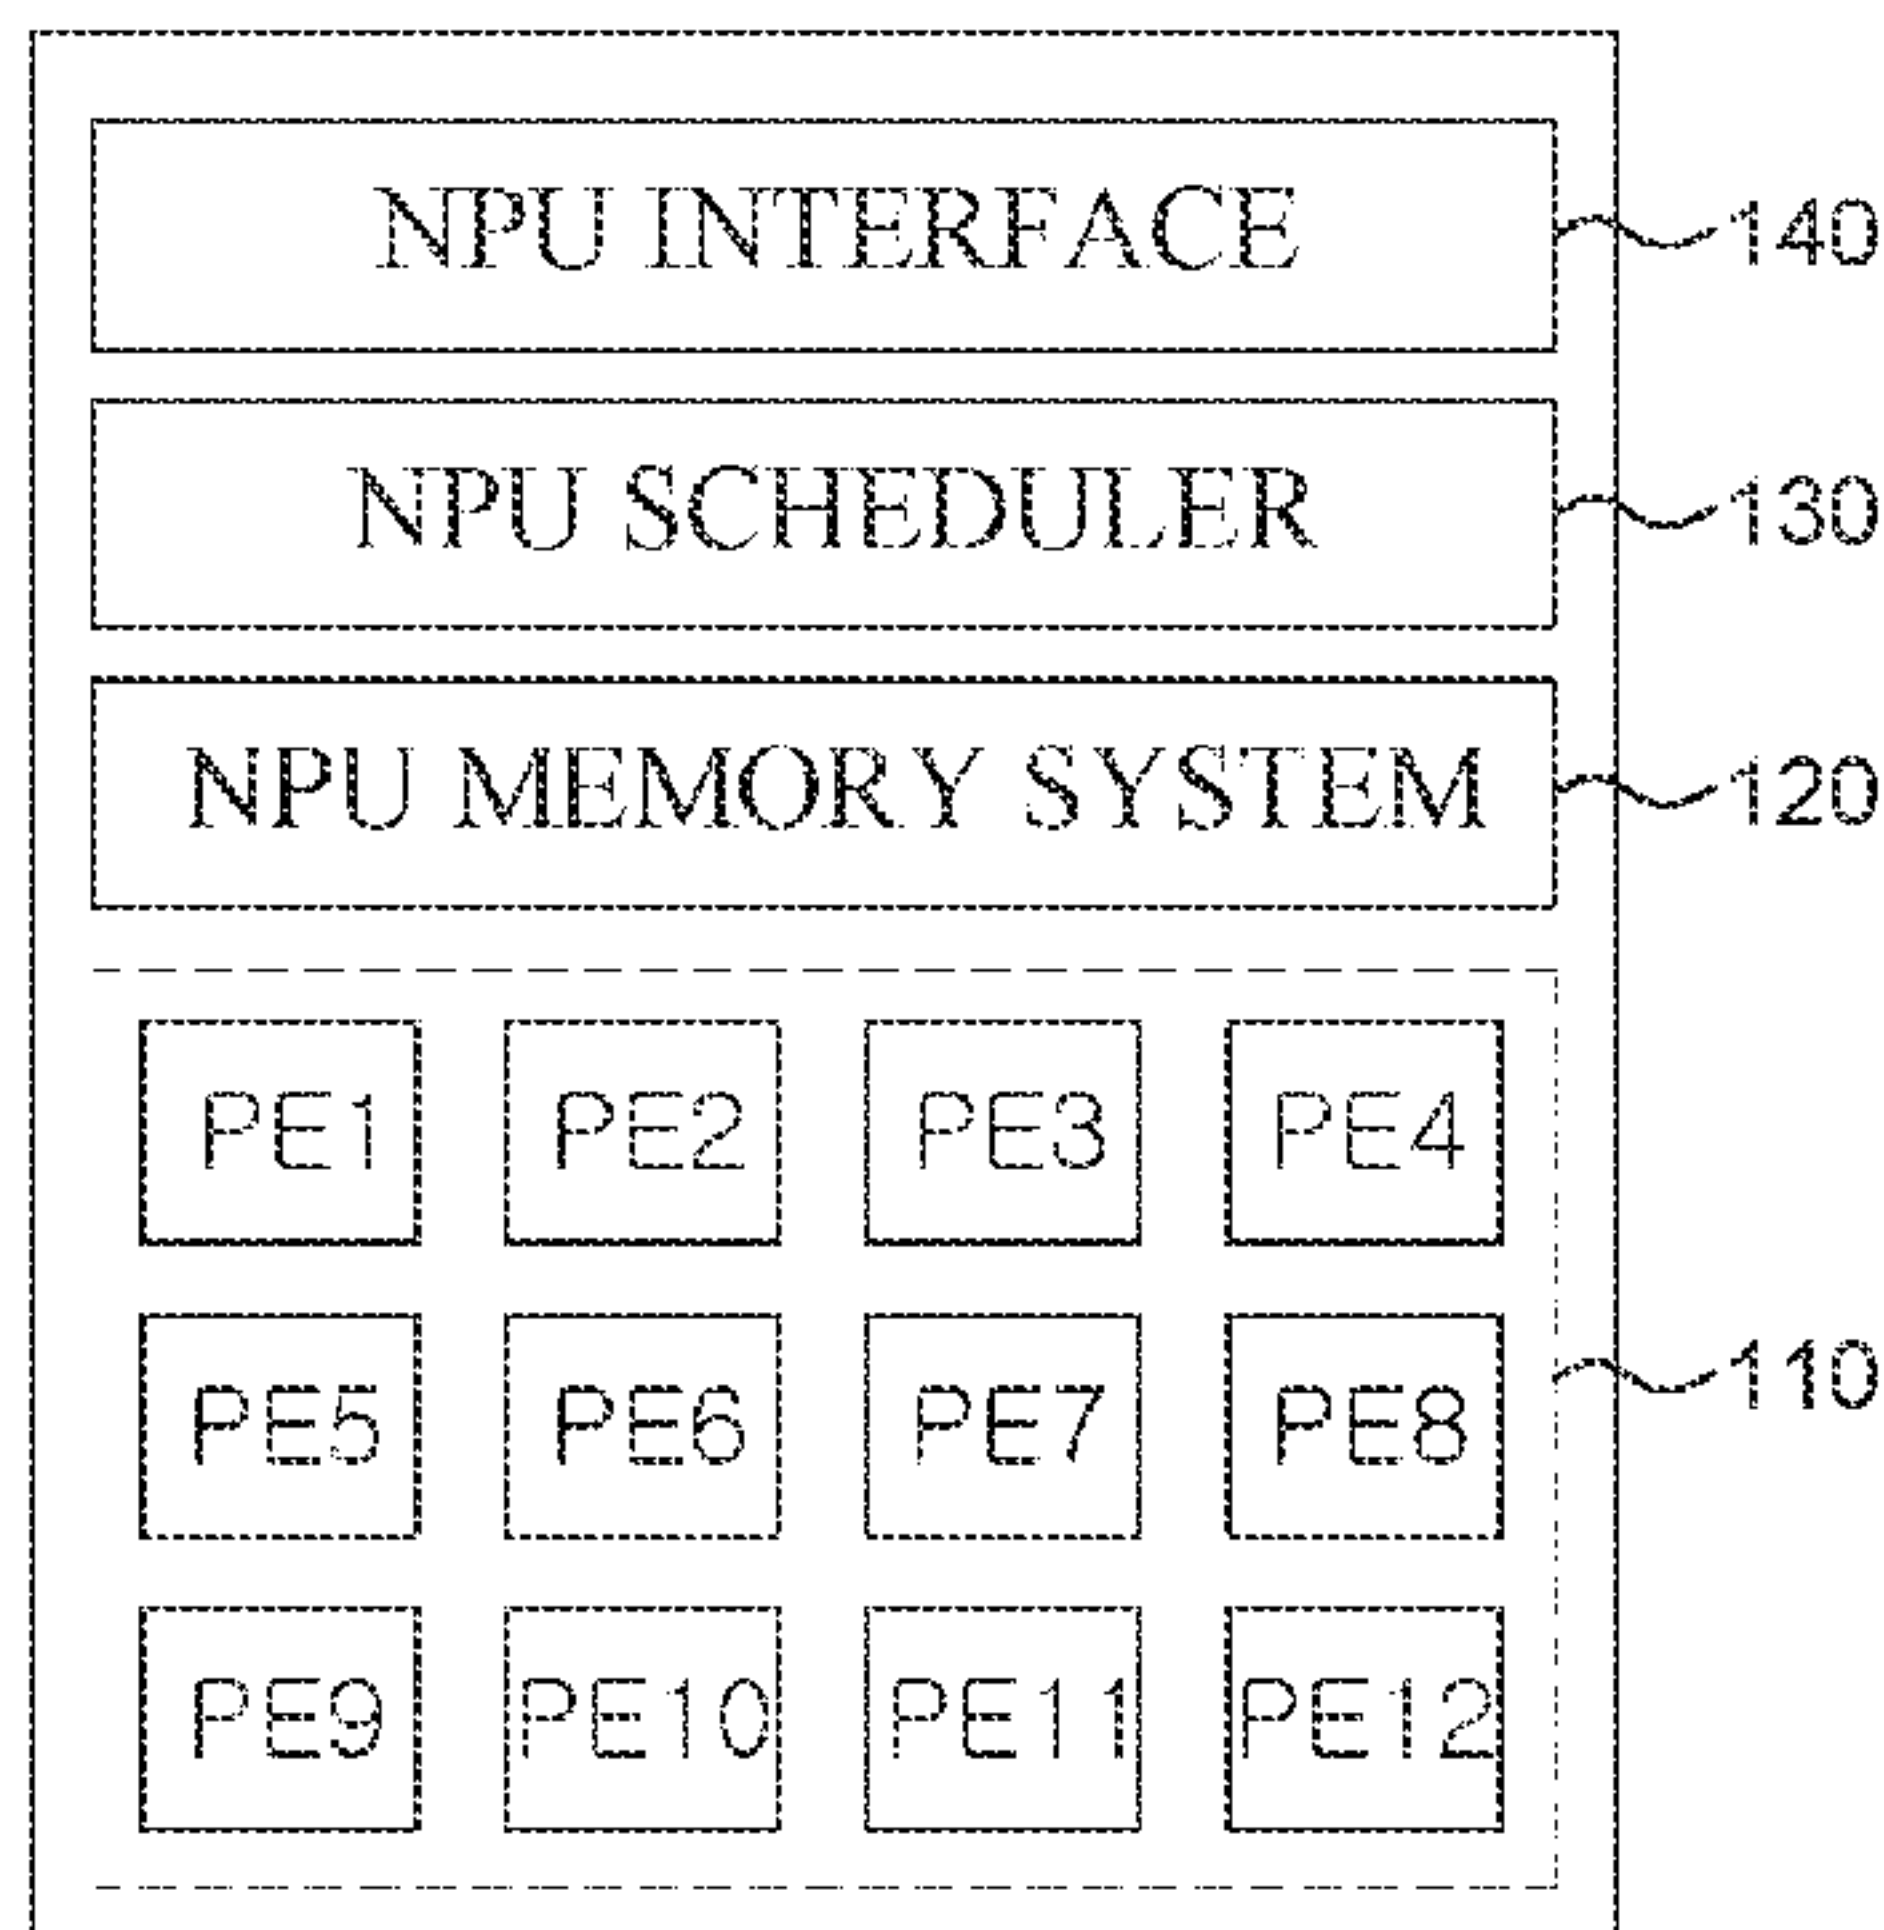 NPU INTERFACE 140
NPU SCHEDULER 130
NPU MEMORY SYSTEM 120
PE1 PE2 PE3 PE4
PE5 PE6 PE7 PE8 110
PE9 PE10 PE11 PE12